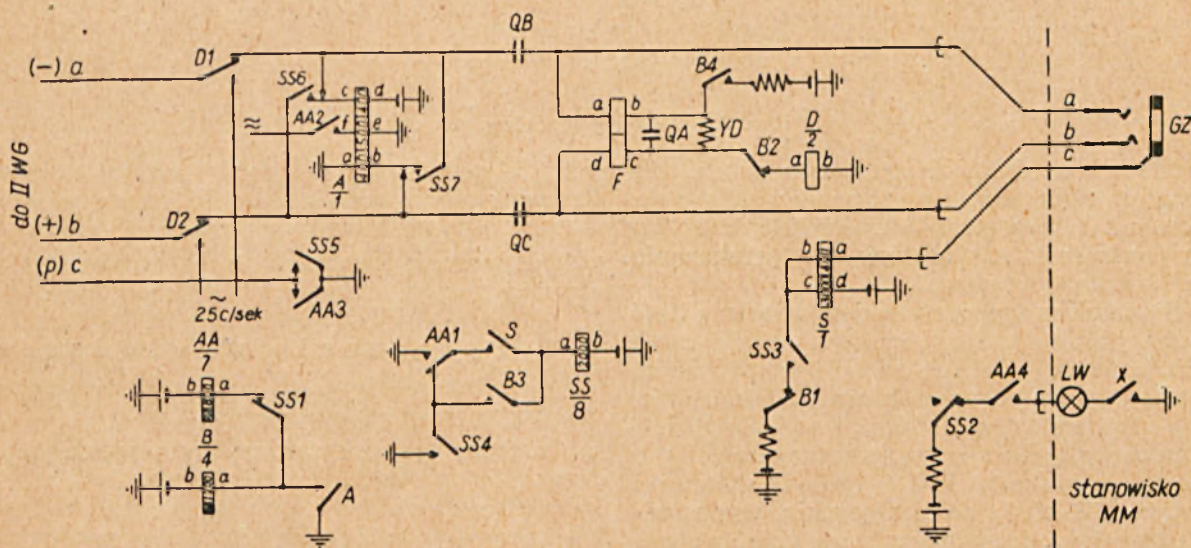 (-) a
D1
QB
SS6
c
d
AA2
f
e
a
b
SS7
A
1
≈
do II WG
(+) b
D2
(p) c
SS5
AA3
~
25c/sek
QC
a
b
d
c
F
QA
YD
B4
B2
D
2
a
b
a
b
c
GZ
b
a
c
d
S
1
SS3
B1
AA
7
b
a
SS1
B
4
b
a
A
AA1
S
B3
SS4
a
b
SS
8
AA4
LW
X
SS2
stanowisko
MM